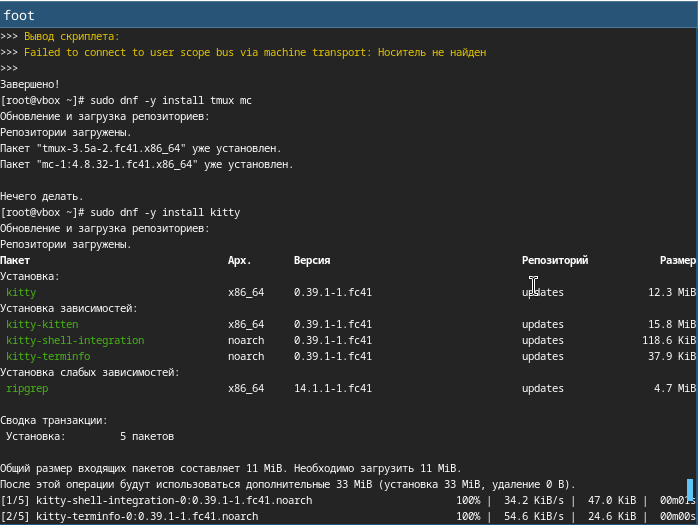 foot
>>> Вывод скриплета:
>>> Failed to connect to user scope bus via machine transport: Носитель не найден
>>>
Завершено!
[root@vbox ~]# sudo dnf -y install tmux mc
Обновление и загрузка репозиториев:
Репозитории загружены.
Пакет "tmux-3.5a-2.fc41.x86_64" уже установлен.
Пакет "mc-1:4.8.32-1.fc41.x86_64" уже установлен.
Нечего делать.
[root@vbox ~]# sudo dnf -y install kitty
Обновление и загрузка репозиториев:
Репозитории загружены.
Пакет Арх. Версия Репозиторий Размер
Установка:
kitty x86_64 0.39.1-1.fc41 updates 12.3 MiB
Установка зависимостей:
kitty-kitten x86_64 0.39.1-1.fc41 updates 15.8 MiB
kitty-shell-integration noarch 0.39.1-1.fc41 updates 118.6 KiB
kitty-terminfo noarch 0.39.1-1.fc41 updates 37.9 KiB
Установка слабых зависимостей:
ripgrep x86_64 14.1.1-1.fc41 updates 4.7 MiB
Сводка транзакции:
Установка: 5 пакетов
Общий размер входящих пакетов составляет 11 MiB. Необходимо загрузить 11 MiB.
После этой операции будут использоваться дополнительные 33 MiB (установка 33 MiB, удаление 0 B).
[1/5] kitty-shell-integration-0:0.39.1-1.fc41.noarch 100% | 34.2 KiB/s | 47.0 KiB | 00m01s
[2/5] kitty-terminfo-0:0.39.1-1.fc41.noarch 100% | 54.6 KiB/s | 24.6 KiB | 00m00s